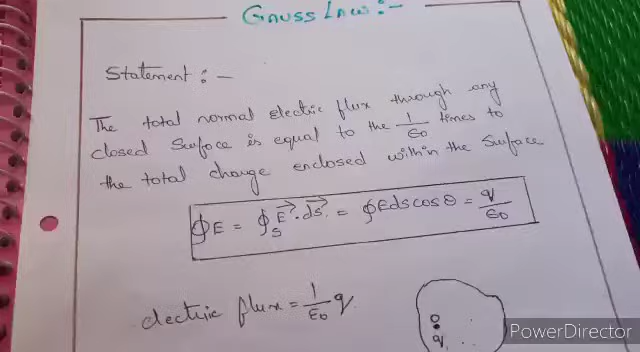 Gauss Law :-
Statement :-
The total normal electric flux through any
closed Surface is equal to the 1/ε0 times to
the total charge enclosed within the Surface
ϕE = ∮S E⃗.ds⃗. = ∮Eds cosθ = q/ε0
electric flux = 1/ε0 q.
q
PowerDirector